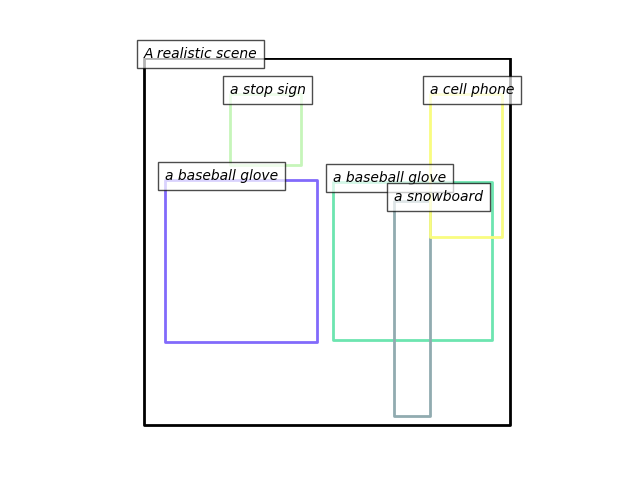 A realistic scene
a stop sign
a cell phone
a baseball glove
a baseball glove
a snowboard